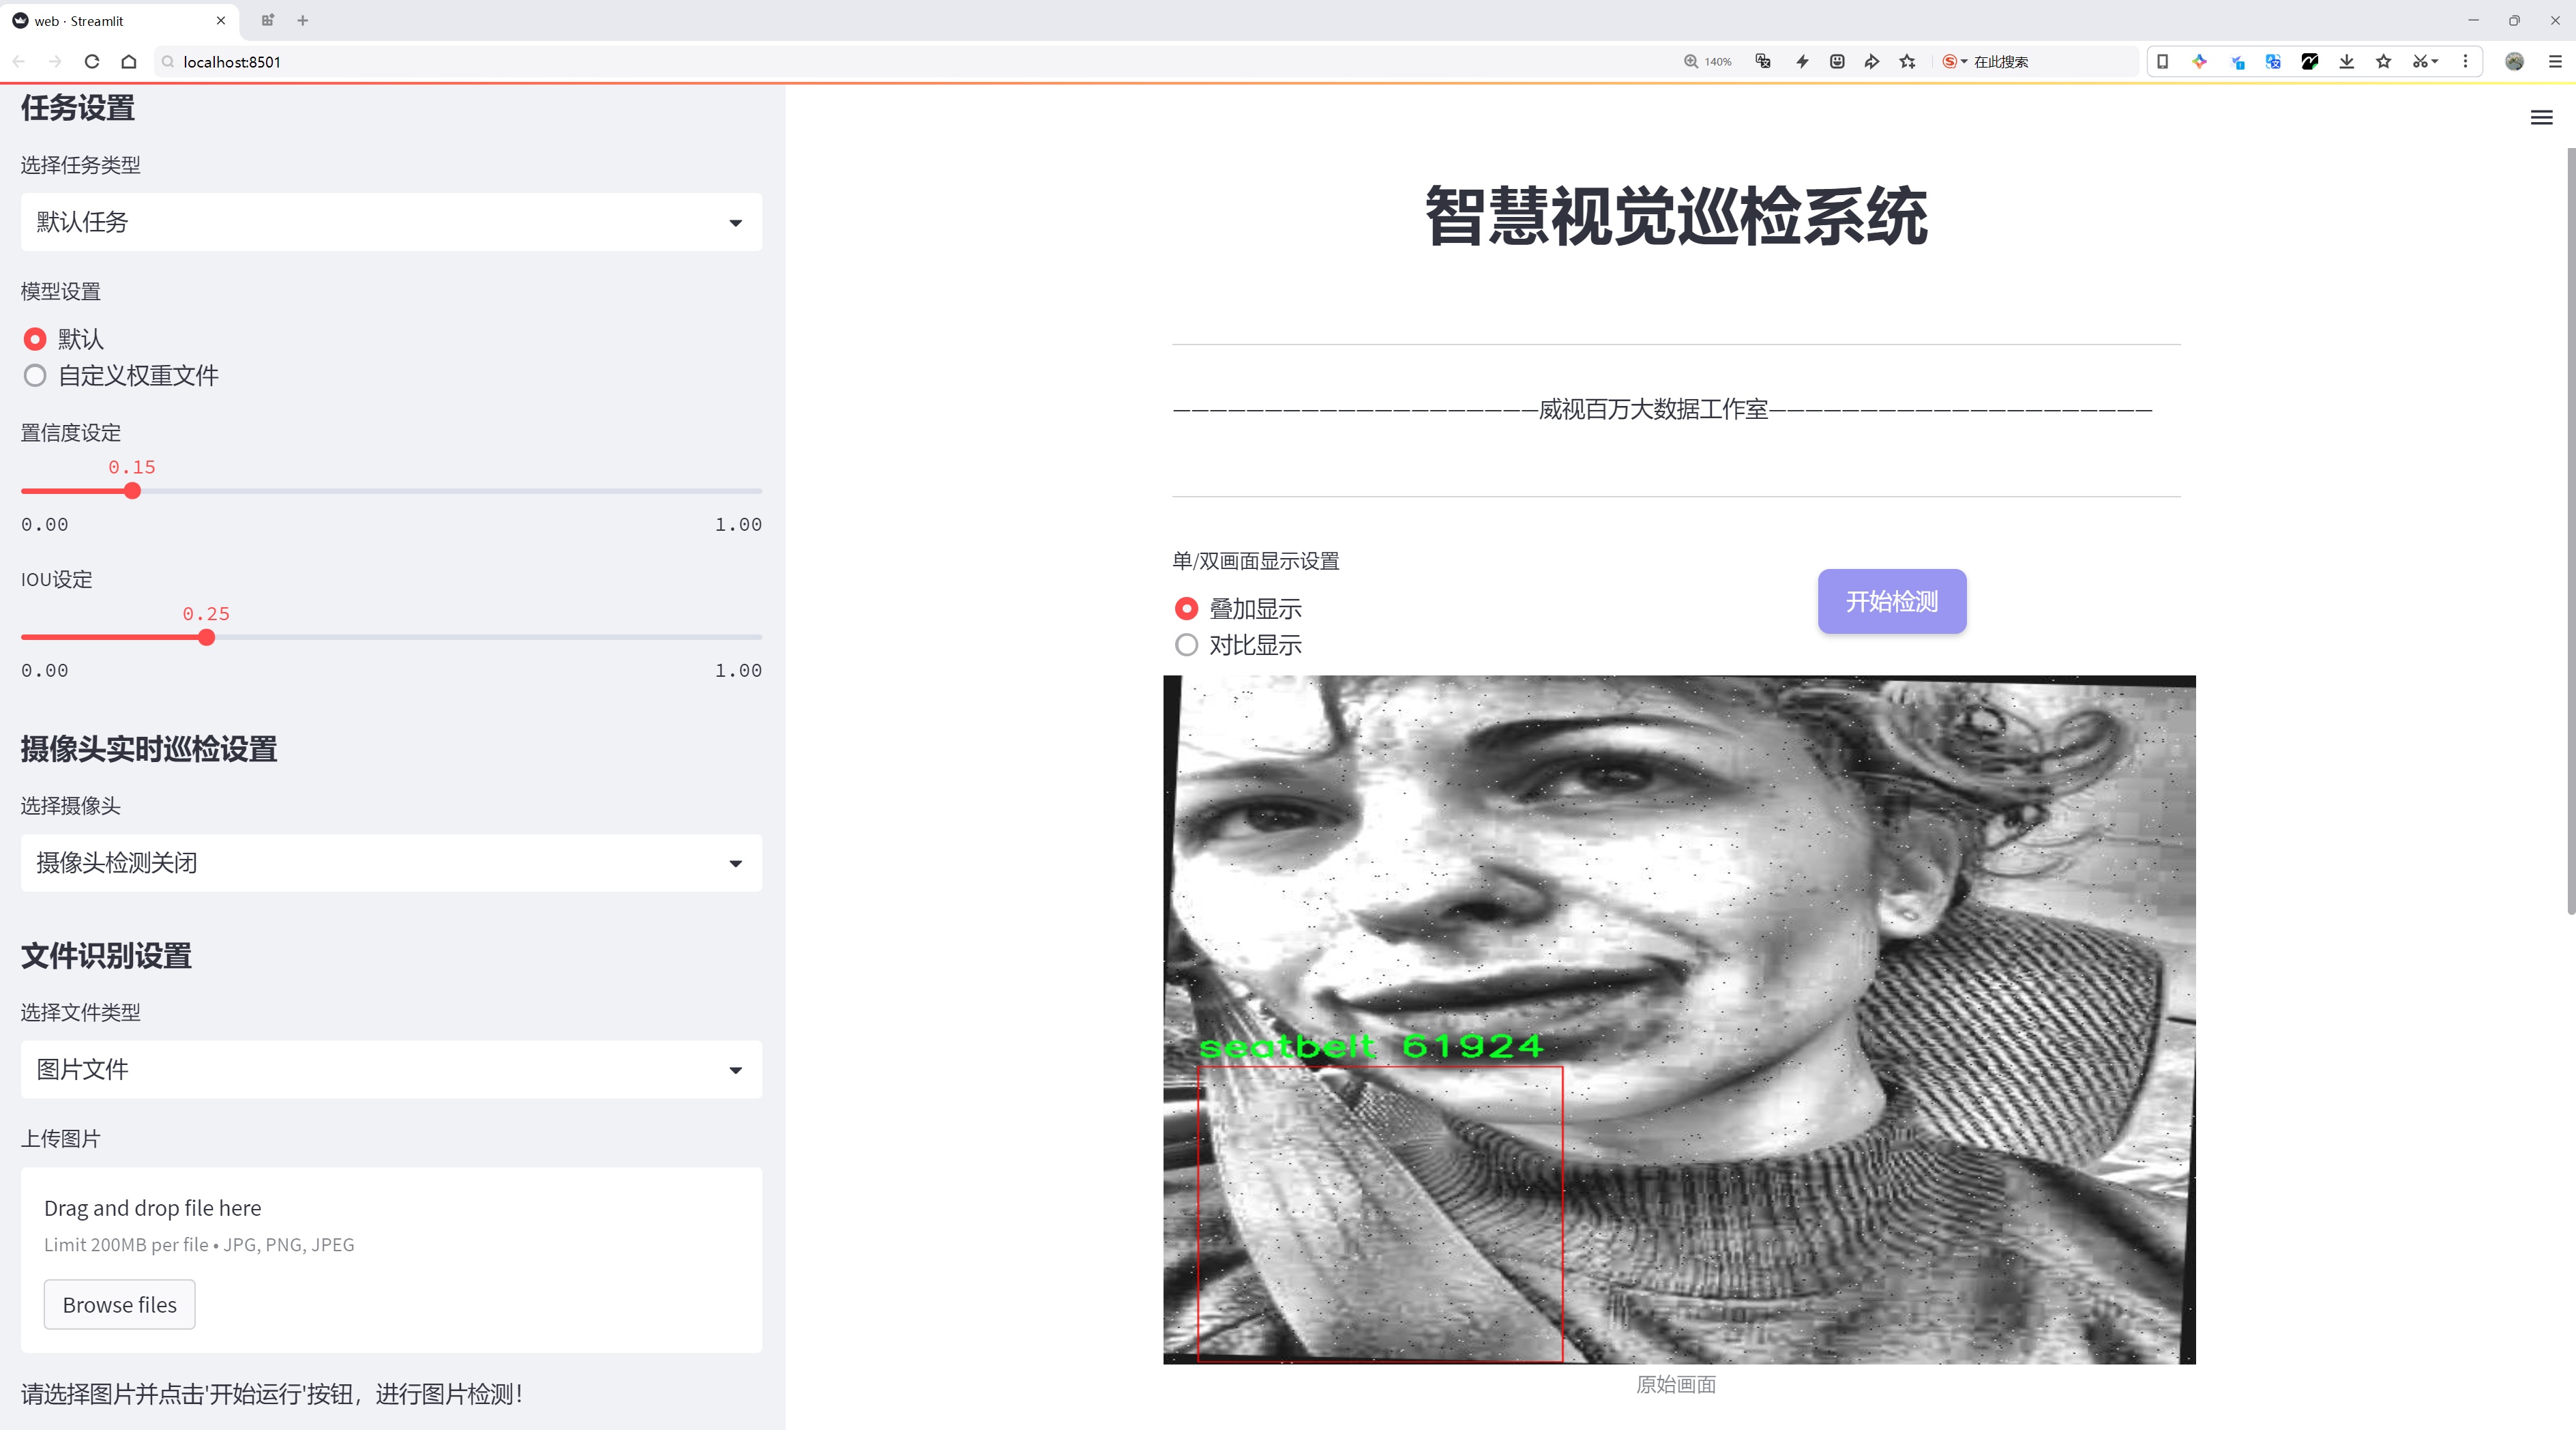 web · Streamlit
localhost:8501
140%
在此搜索
任务设置
选择任务类型
默认任务
模型设置
默认
自定义权重文件
置信度设定
0.15
0.00
1.00
IOU设定
0.25
0.00
1.00
摄像头实时巡检设置
选择摄像头
摄像头检测关闭
文件识别设置
选择文件类型
图片文件
上传图片
Drag and drop file here
Limit 200MB per file • JPG, PNG, JPEG
Browse files
请选择图片并点击'开始运行'按钮，进行图片检测！
智慧视觉巡检系统
————————————————————威视百万大数据工作室—————————————————————
单/双画面显示设置
叠加显示
对比显示
开始检测
seatbelt 61924
原始画面